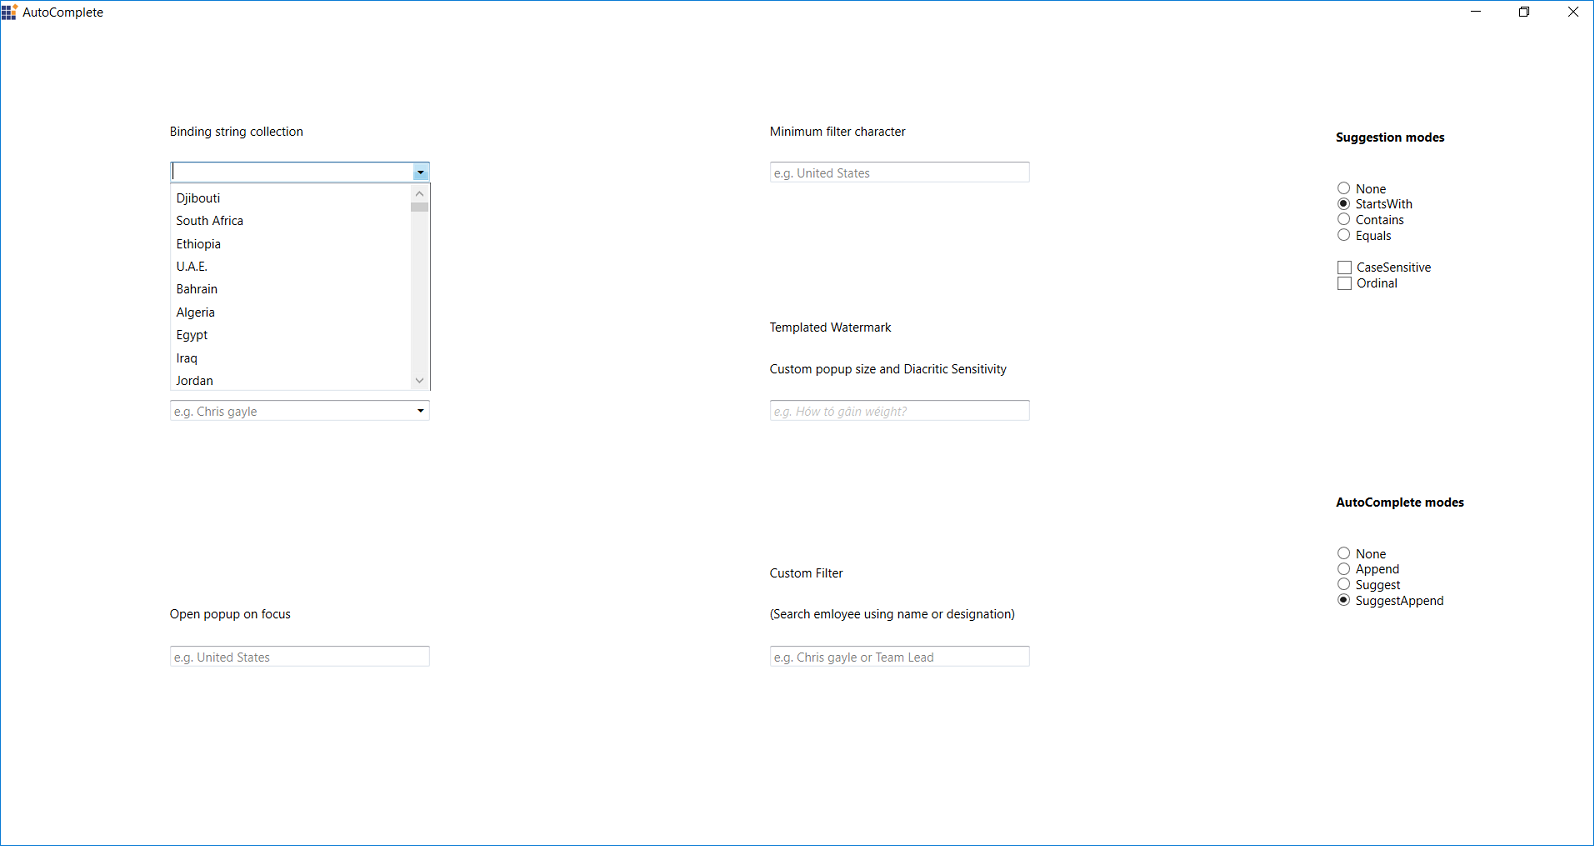 AutoComplete
Binding string collection
Djibouti
South Africa
Ethiopia
U.A.E.
Bahrain
Algeria
Egypt
Iraq
Jordan
e.g. Chris gayle
Open popup on focus
e.g. United States
Minimum filter character
e.g. United States
Templated Watermark
Custom popup size and Diacritic Sensitivity
e.g. Hów tó gâin wéight?
Custom Filter
(Search emloyee using name or designation)
e.g. Chris gayle or Team Lead
Suggestion modes
None
StartsWith
Contains
Equals
CaseSensitive
Ordinal
AutoComplete modes
None
Append
Suggest
SuggestAppend